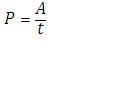 P = A/t